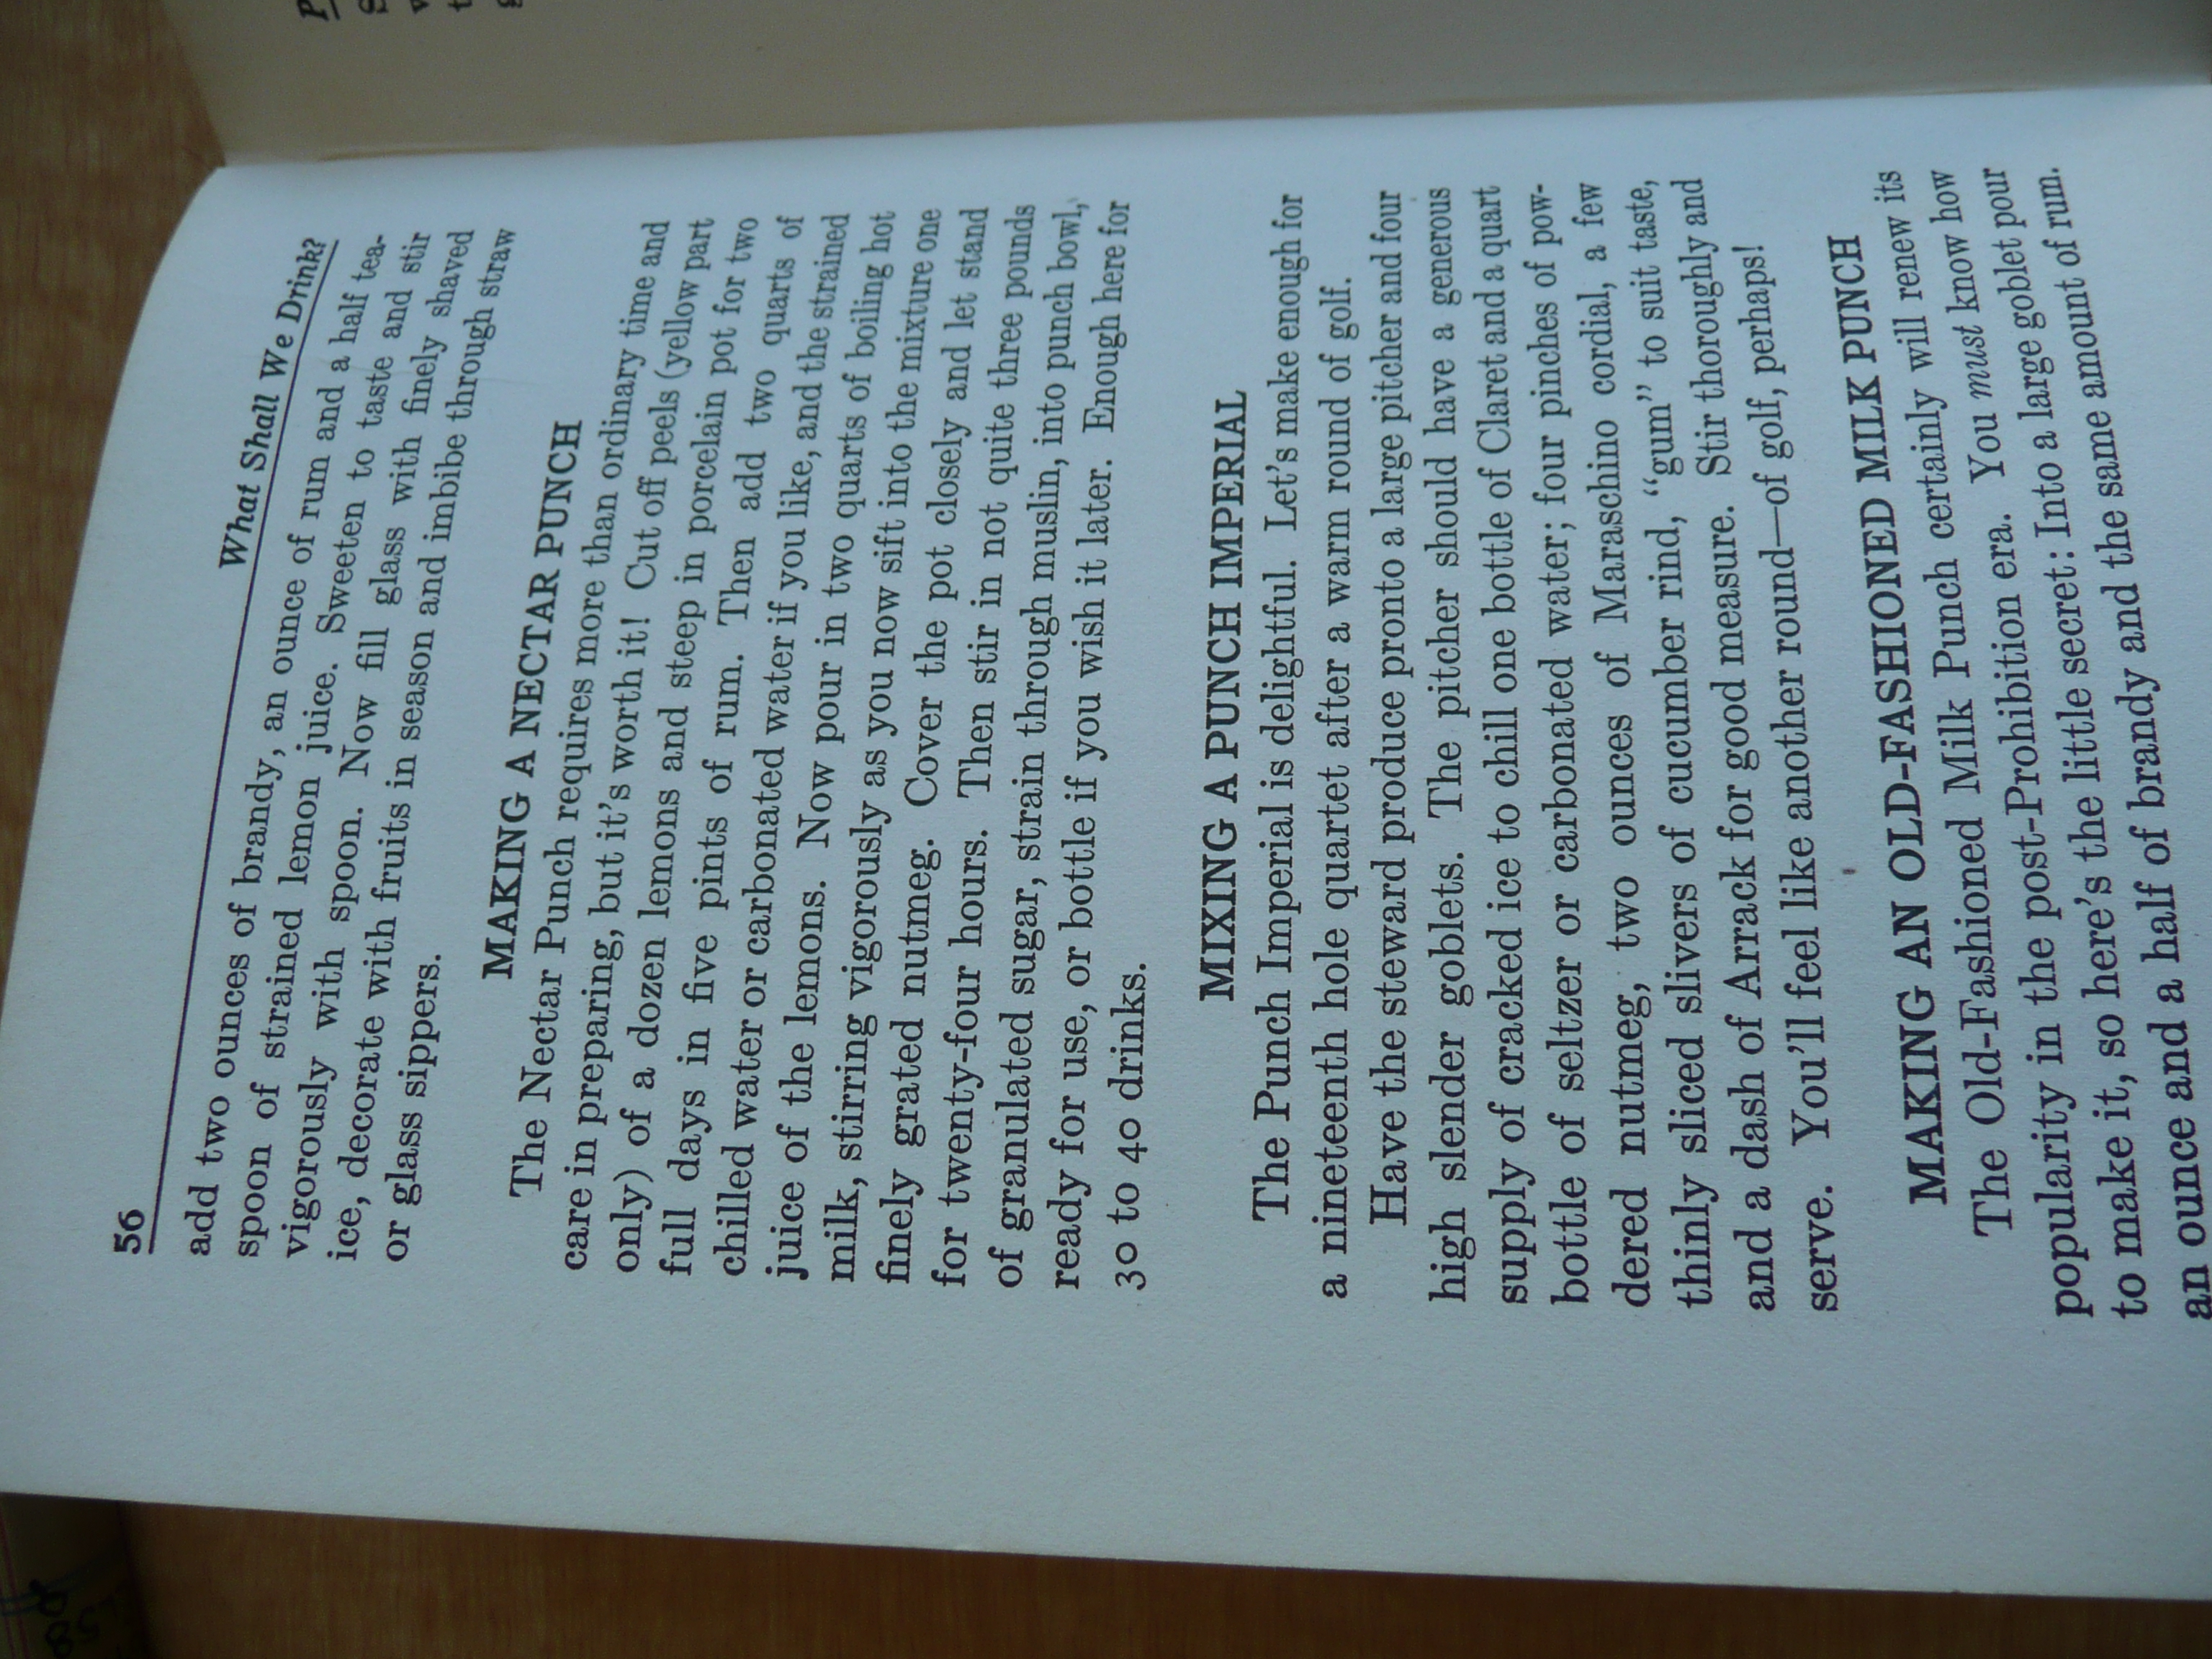 56
What Shall We Drink?
add two ounces of brandy, an ounce of rum and a half tea-
spoon of strained lemon juice. Sweeten to taste and stir
vigorously with spoon. Now fill glass with finely shaved
ice, decorate with fruits in season and imbibe through straw
or glass sippers.
MAKING A NECTAR PUNCH
The Nectar Punch requires more than ordinary time and
care in preparing, but it's worth it! Cut off peels (yellow part
only) of a dozen lemons and steep in porcelain pot for two
full days in five pints of rum. Then add two quarts of
chilled water or carbonated water if you like, and the strained
juice of the lemons. Now pour in two quarts of boiling hot
milk, stirring vigorously as you now sift into the mixture one
finely grated nutmeg. Cover the pot closely and let stand
for twenty-four hours. Then stir in not quite three pounds
of granulated sugar, strain through muslin, into punch bowl,
ready for use, or bottle if you wish it later. Enough here for
30 to 40 drinks.
MIXING A PUNCH IMPERIAL
The Punch Imperial is delightful. Let's make enough for
a nineteenth hole quartet after a warm round of golf.
Have the steward produce pronto a large pitcher and four
high slender goblets. The pitcher should have a generous
supply of cracked ice to chill one bottle of Claret and a quart
bottle of seltzer or carbonated water; four pinches of pow-
dered nutmeg, two ounces of Maraschino cordial, a few
thinly sliced slivers of cucumber rind, "gum" to suit taste,
and a dash of Arrack for good measure. Stir thoroughly and
serve. You'll feel like another round—of golf, perhaps!
MAKING AN OLD-FASHIONED MILK PUNCH
The Old-Fashioned Milk Punch certainly will renew its
popularity in the post-Prohibition era. You must know how
to make it, so here's the little secret: Into a large goblet pour
an ounce and a half of brandy and the same amount of rum.